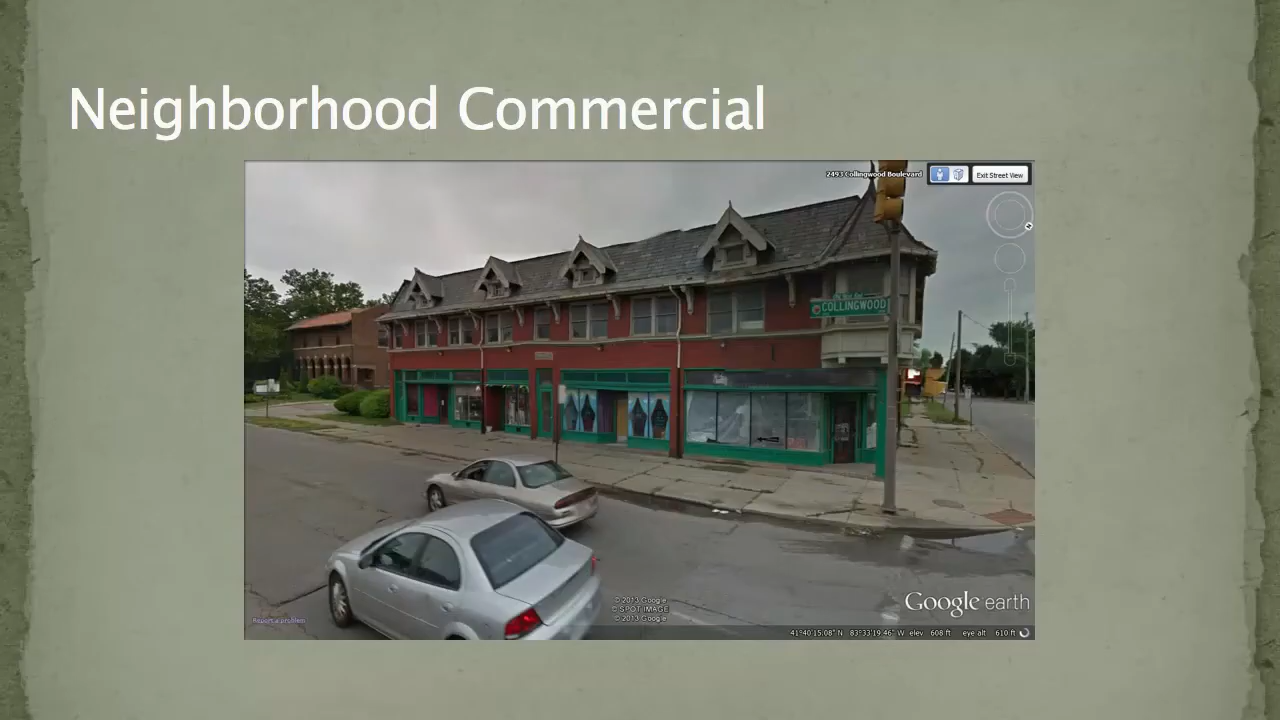 Neighborhood Commercial
2493 Collingwood Boulevard
Exit Street View
COLLINGWOOD
© 2013 Google
© SPOT IMAGE
© 2013 Google
Google earth
Report a problem
41°40'15.08" N 83°33'19.46" W elev 608 ft eye alt 610 ft